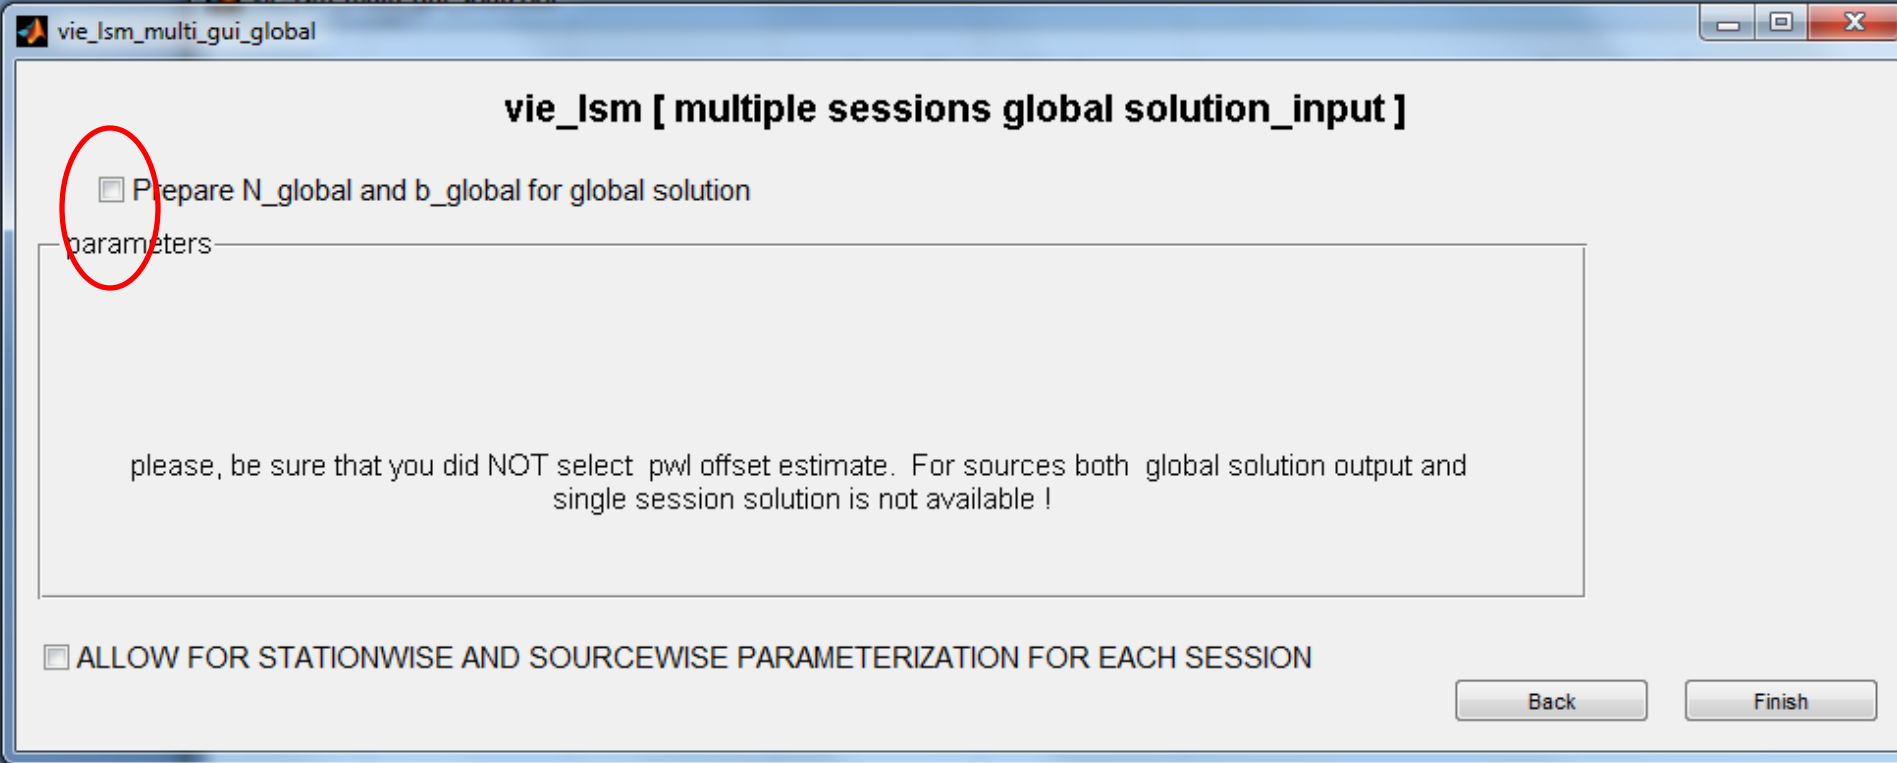 vie_lsm_multi_gui_global
vie_lsm [ multiple sessions global solution_input ]
Prepare N_global and b_global for global solution
parameters
please, be sure that you did NOT select pwl offset estimate. For sources both global solution output and
single session solution is not available !
ALLOW FOR STATIONWISE AND SOURCEWISE PARAMETERIZATION FOR EACH SESSION
Back
Finish